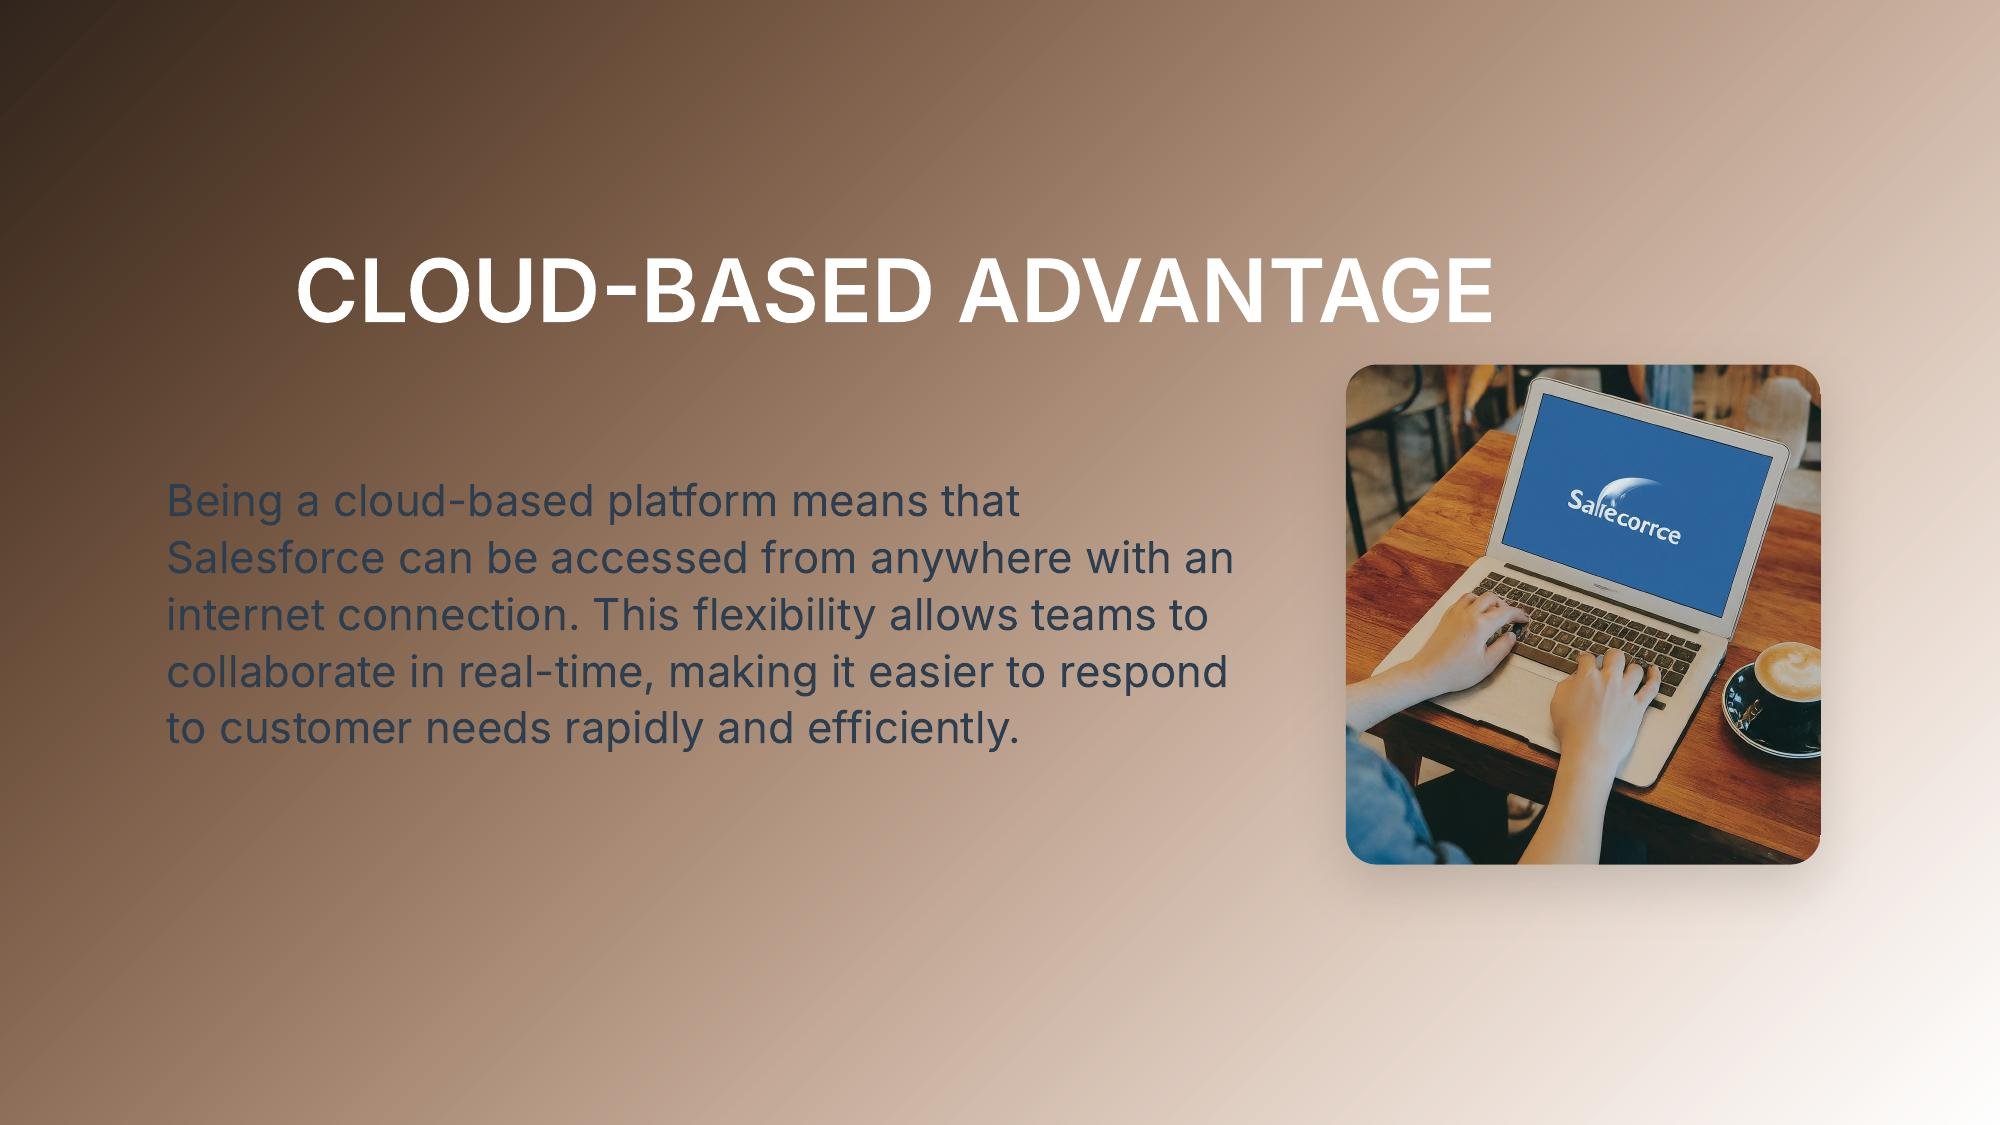 CLOUD-BASED ADVANTAGE
Being a cloud-based platform means that
Salesforce can be accessed from anywhere with an
internet connection. This flexibility allows teams to
collaborate in real-time, making it easier to respond
to customer needs rapidly and efficiently.